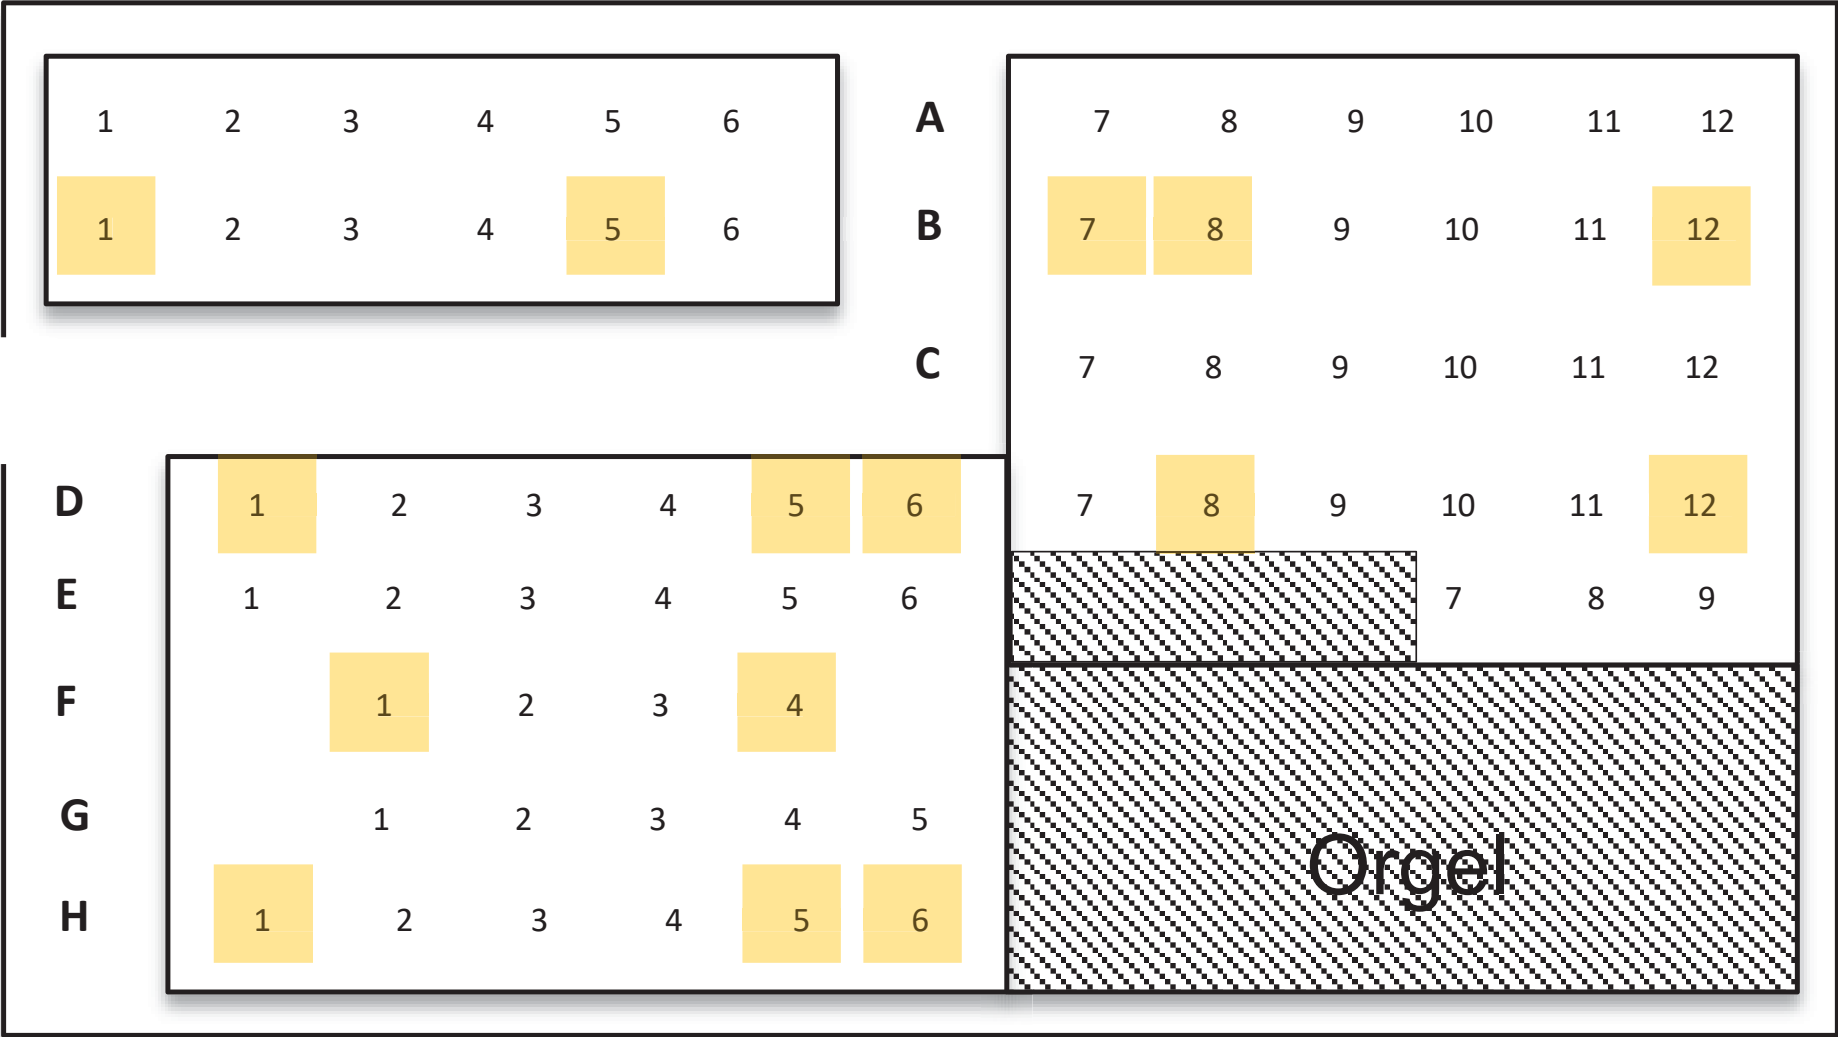 1 2 3 4 5 6 A 7 8 9 10 11 12
1 2 3 4 5 6 B 7 8 9 10 11 12
C 7 8 9 10 11 12
D 1 2 3 4 5 6 7 8 9 10 11 12
E 1 2 3 4 5 6 7 8 9
F 1 2 3 4
G 1 2 3 4 5
Orgel
H 1 2 3 4 5 6